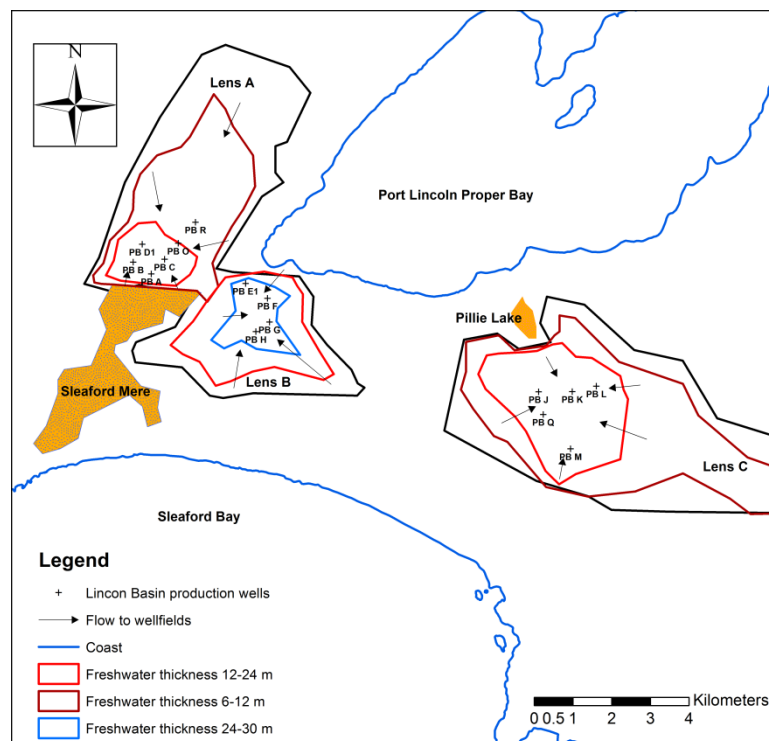 N
Lens A
Port Lincoln Proper Bay
PB R
PB D1
PB O
PB B
PB C
PB A
PB E1
PB F
PB G
PB H
Pillie Lake
Sleaford Mere
Lens B
PB J
PB K
PB L
PB Q
PB M
Lens C
Sleaford Bay
Legend
Lincon Basin production wells
Flow to wellfields
Coast
Freshwater thickness 12-24 m
Freshwater thickness 6-12 m
Freshwater thickness 24-30 m
Kilometers
0 0.5 1 2 3 4